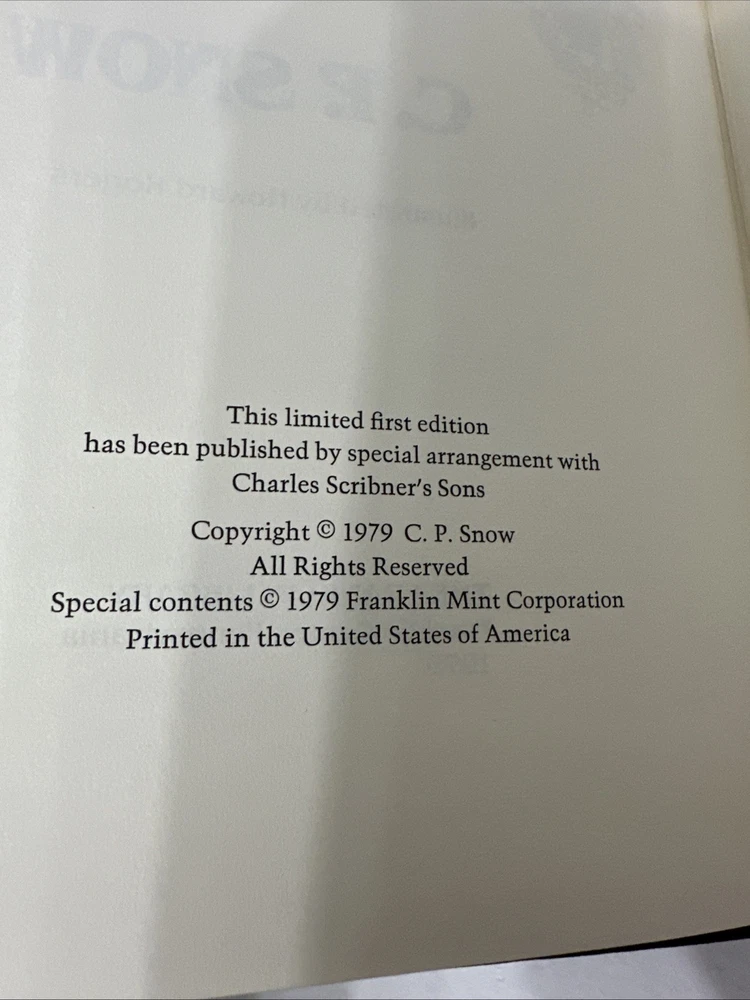 C. P. SNOW
This limited first edition
has been published by special arrangement with
Charles Scribner's Sons
Copyright © 1979 C. P. Snow
All Rights Reserved
Special contents © 1979 Franklin Mint Corporation
Printed in the United States of America